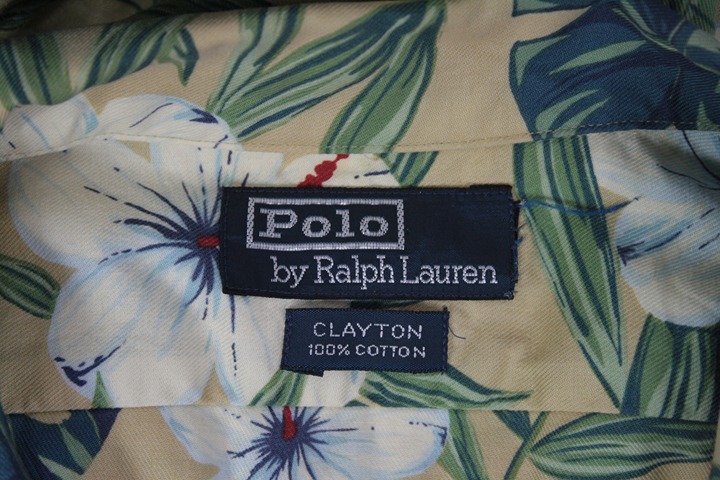 Polo
by Ralph Lauren
CLAYTON
100% COTTON